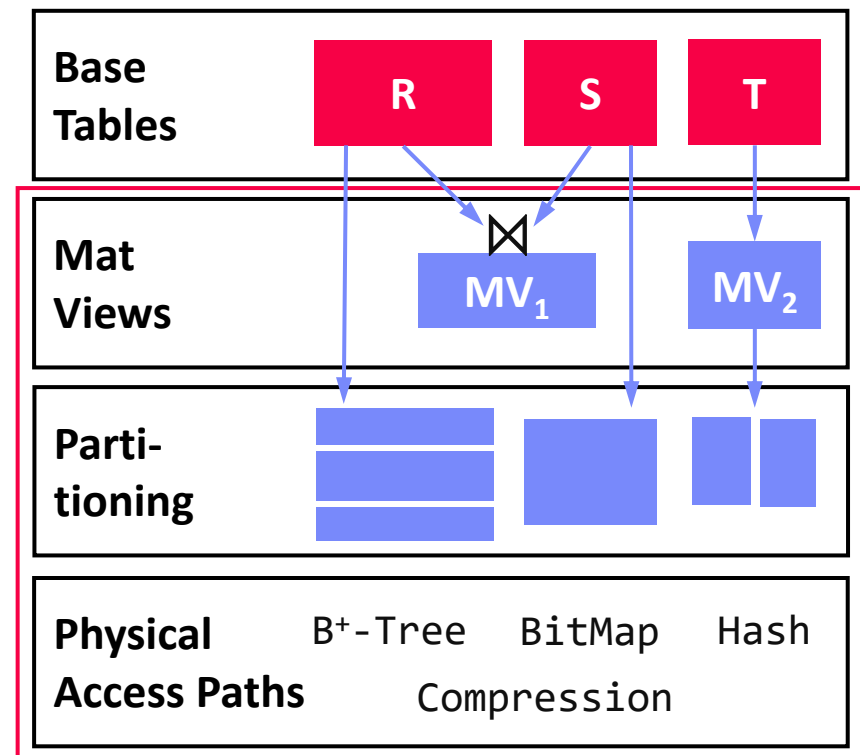 Base
Tables
R
S
T
Mat
Views
⋈
MV₁
MV₂
Parti-
tioning
Physical
Access Paths
B⁺-Tree BitMap Hash
Compression